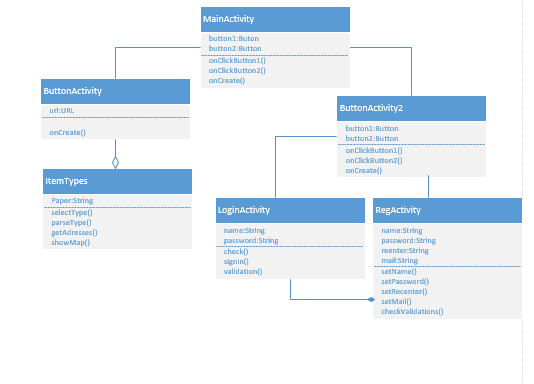 MainActivity
button1:Buton
button2:Button
onClickButton1()
onClickButton2()
onCreate()
ButtonActivity
url:URL
onCreate()
ButtonActivity2
button1:Button
button2:Button
onClickButton1()
onClickButton2()
onCreate()
ItemTypes
Paper:String
selectType()
parseType()
getAdresses()
showMap()
LoginActivity
name:String
password:String
check()
signIn()
validation()
RegActivity
name:String
password:String
reenter:String
mail:String
setName()
setPassword()
setRecenter()
setMail()
checkValidations()